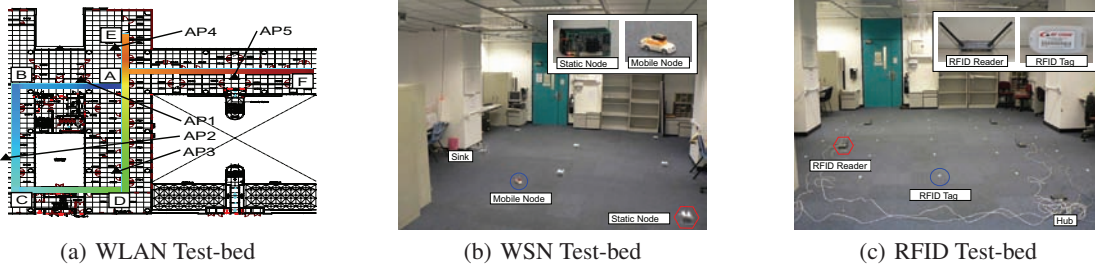 E
AP4
AP5
B
A
F
AP1
AP2
AP3
C
D
(a) WLAN Test-bed
Static Node
Mobile Node
Sink
Mobile Node
Static Node
(b) WSN Test-bed
RFID Reader
RFID Tag
RFID Reader
RFID Tag
Hub
(c) RFID Test-bed